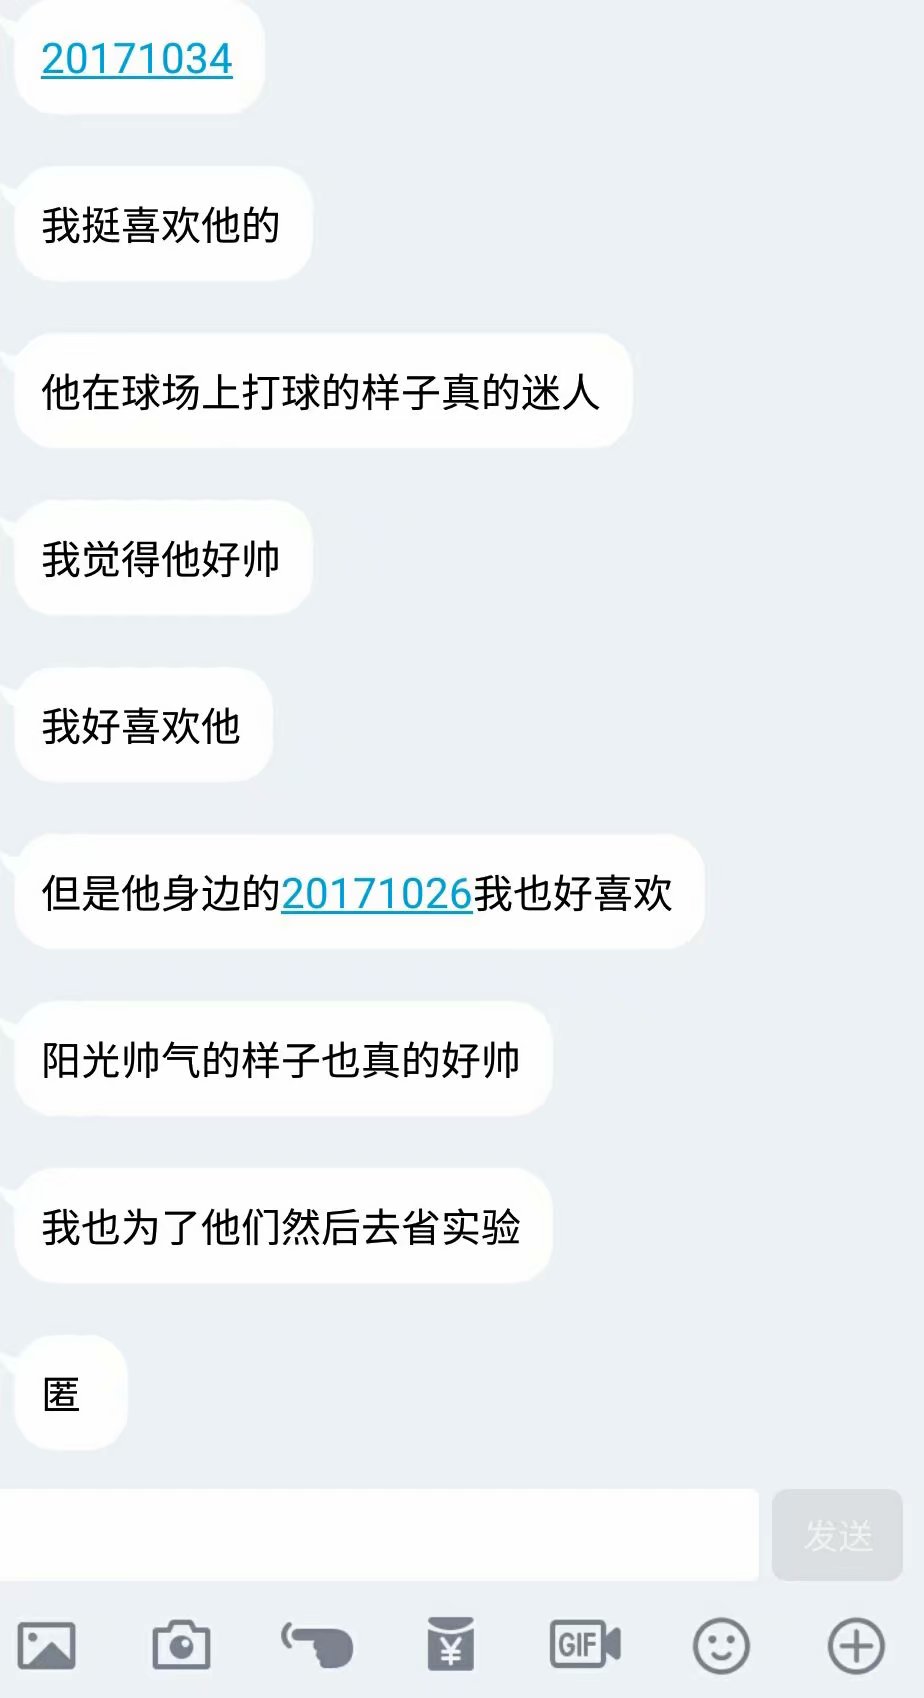 20171034
我挺喜欢他的
他在球场上打球的样子真的迷人
我觉得他好帅
我好喜欢他
但是他身边的20171026我也好喜欢
阳光帅气的样子也真的好帅
我也为了他们然后去省实验
匿
发送
¥
GIF